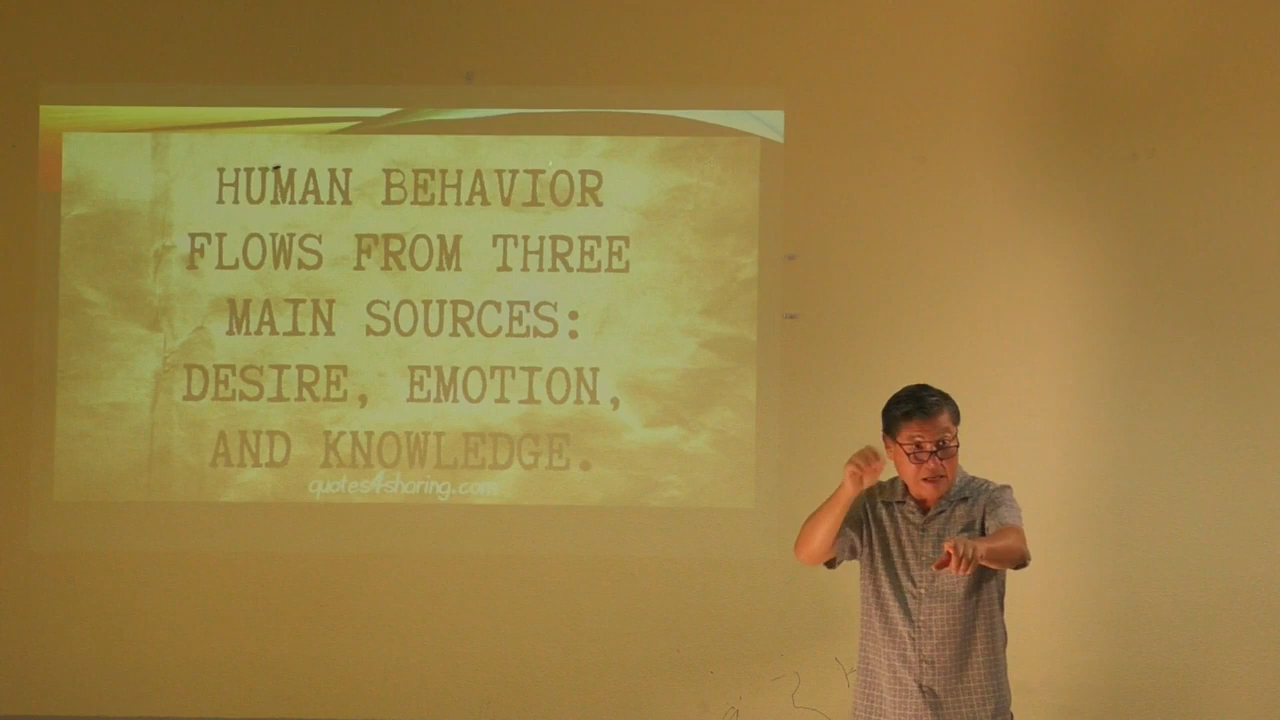 HUMAN BEHAVIOR
FLOWS FROM THREE
MAIN SOURCES:
DESIRE, EMOTION,
AND KNOWLEDGE.
quotes4sharing.com